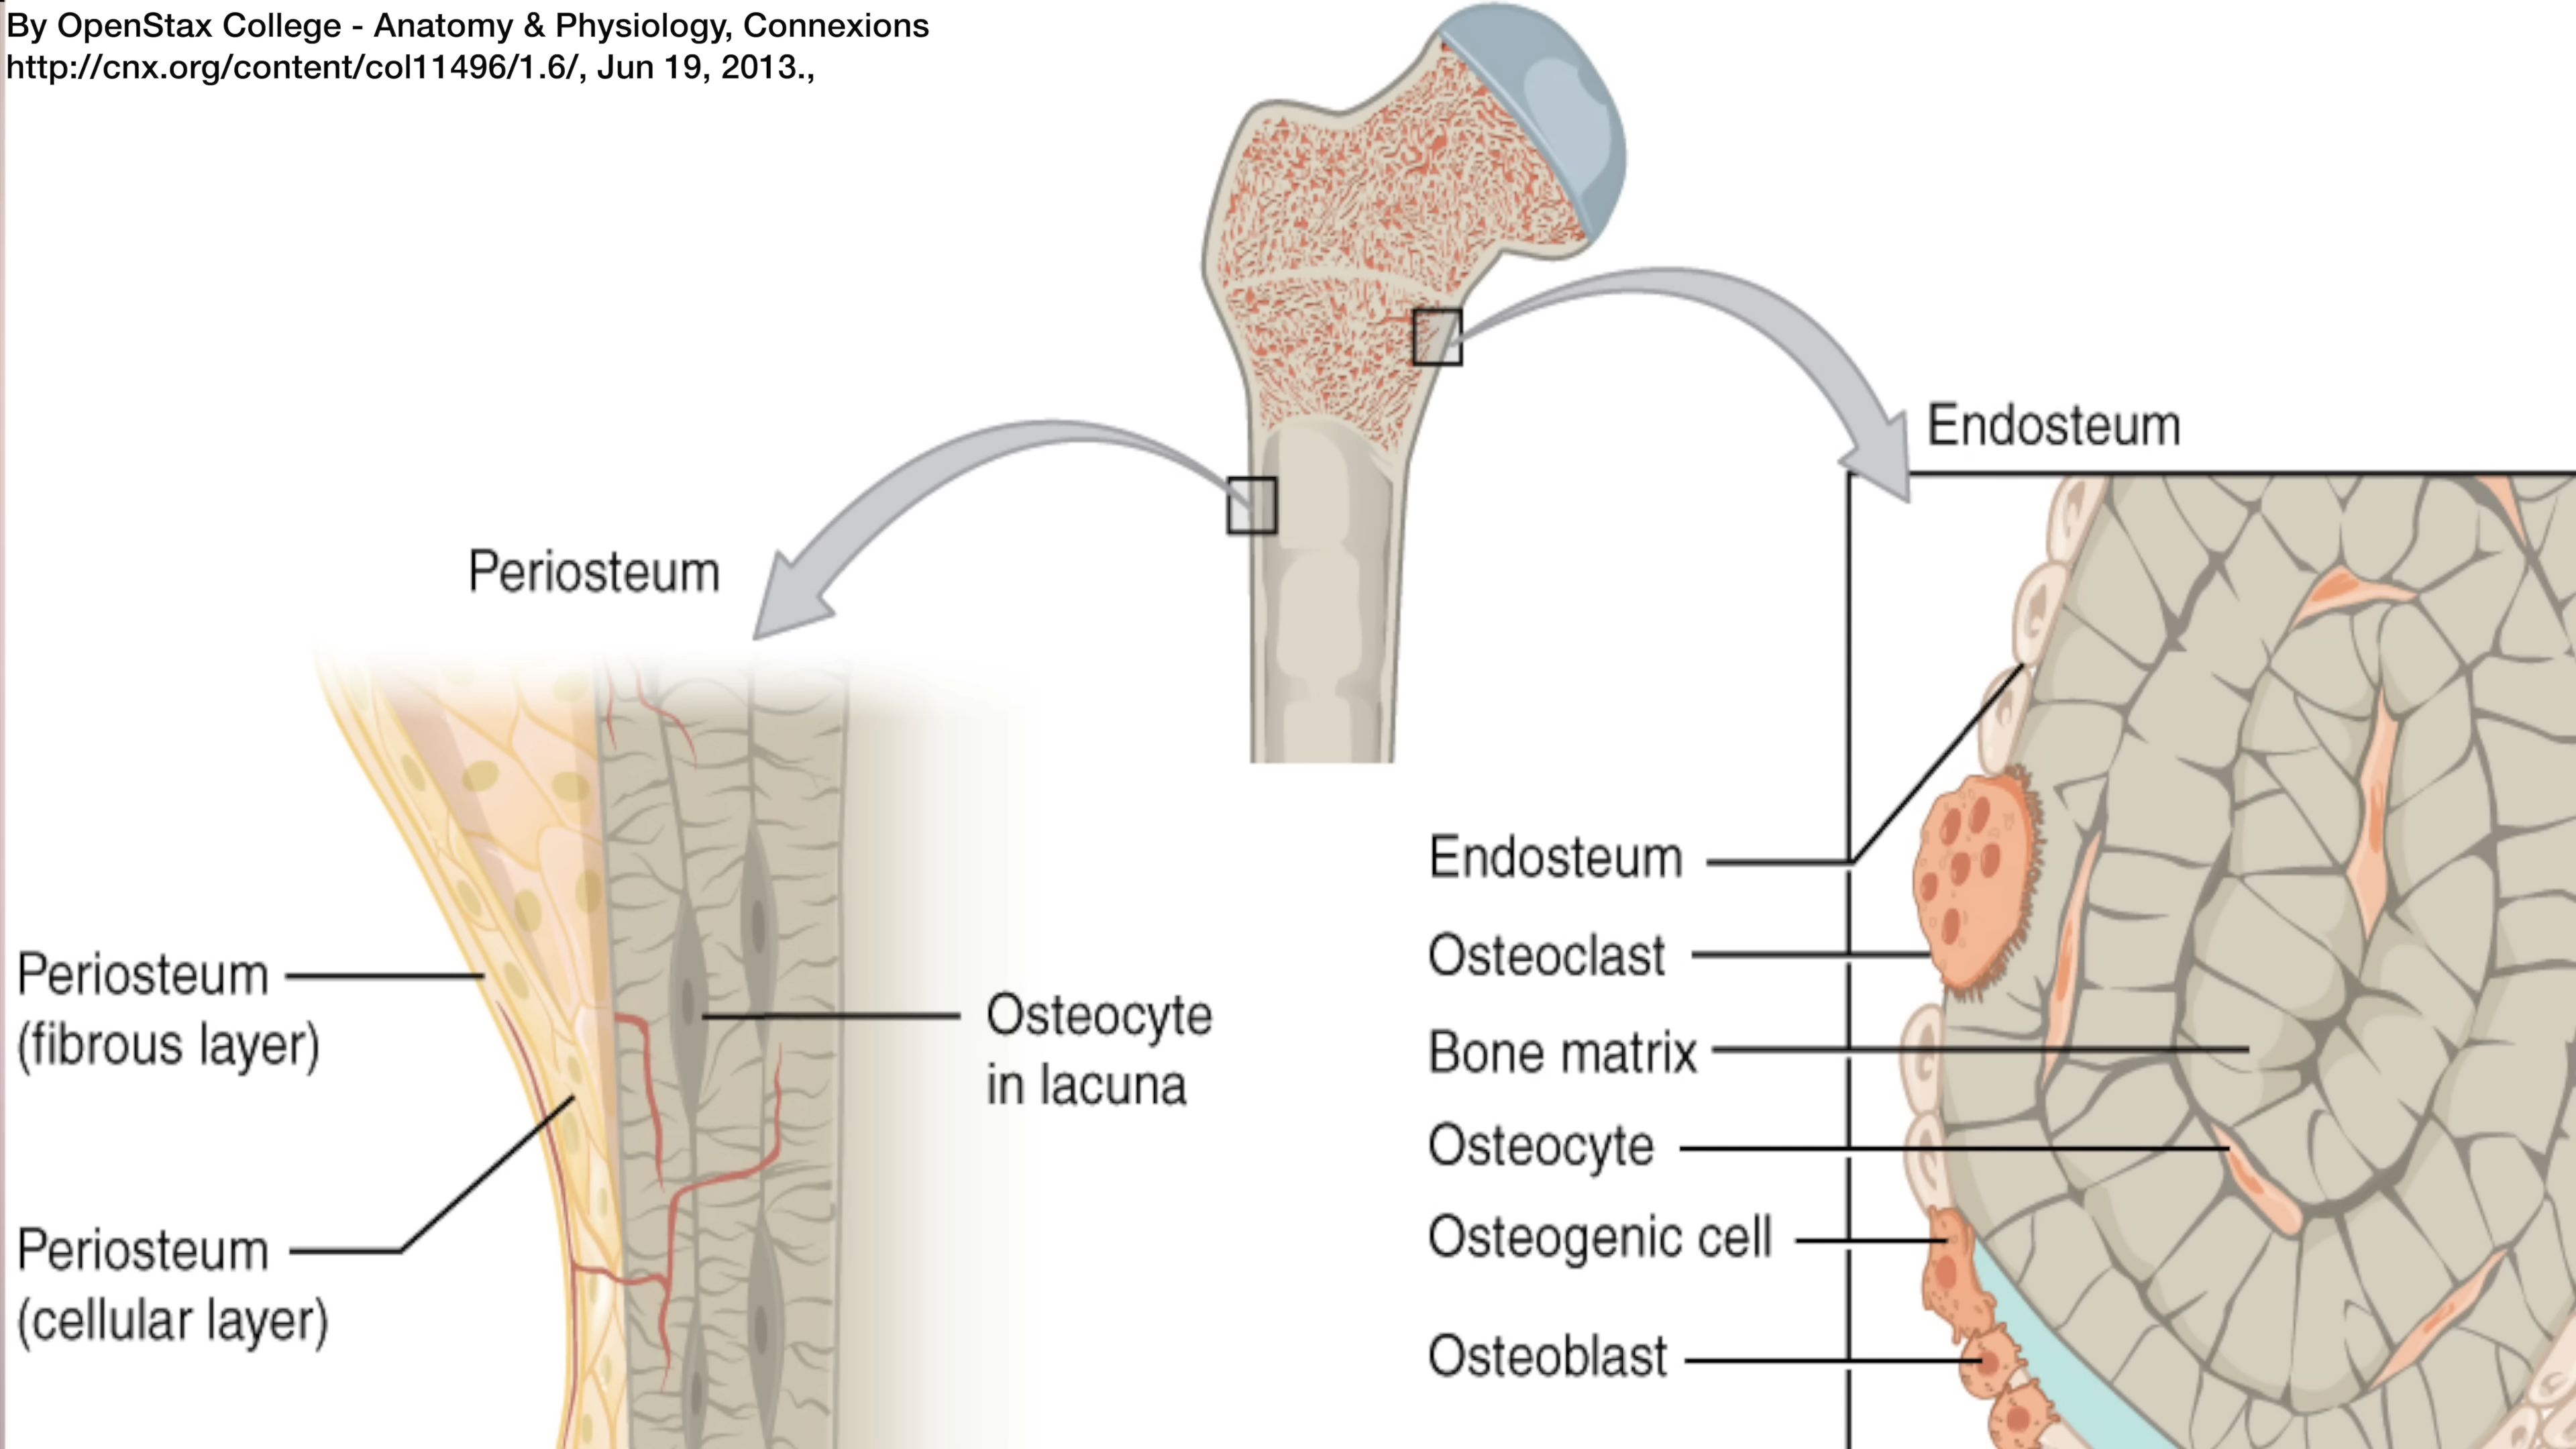 By OpenStax College - Anatomy & Physiology, Connexions
http://cnx.org/content/col11496/1.6/, Jun 19, 2013.,
Periosteum
Periosteum
(fibrous layer)
Periosteum
(cellular layer)
Osteocyte
in lacuna
Endosteum
Endosteum
Osteoclast
Bone matrix
Osteocyte
Osteogenic cell
Osteoblast